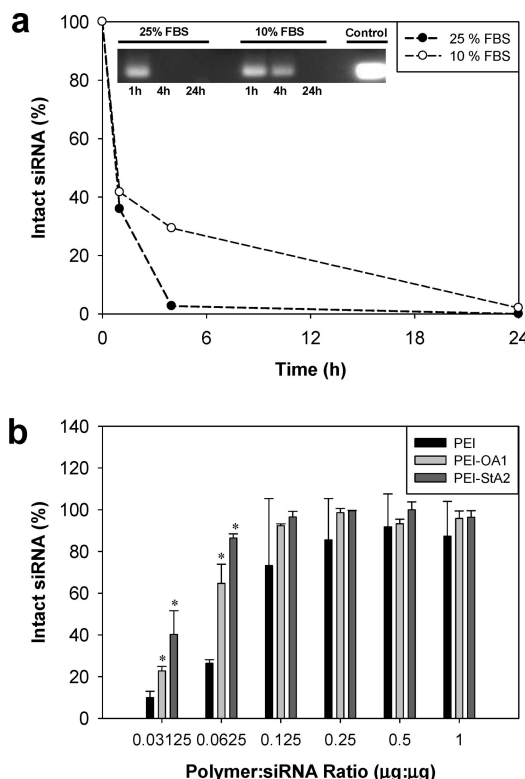 a
25% FBS 10% FBS Control
1h 4h 24h 1h 4h 24h
25 % FBS
10 % FBS
100
80
60
40
20
0
Intact siRNA (%)
0 6 12 18 24
Time (h)
b
PEI
PEI-OA1
PEI-StA2
140
120
100
80
60
40
20
0
Intact siRNA (%)
* * * *
0.03125 0.0625 0.125 0.25 0.5 1
Polymer:siRNA Ratio (µg:µg)